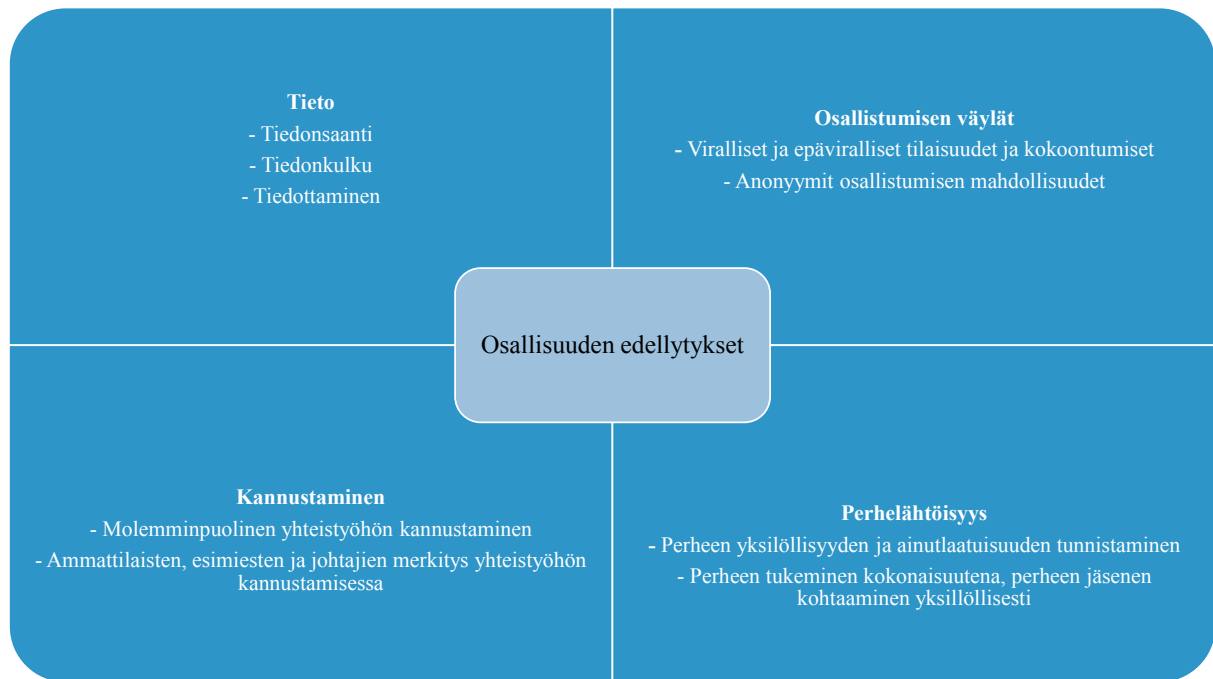 Tieto
- Tiedonsaanti
- Tiedonkulku
- Tiedottaminen
Osallistumisen väylät
- Viralliset ja epäviralliset tilaisuudet ja kokoontumiset
- Anonyymit osallistumisen mahdollisuudet
Osallisuuden edellytykset
Kannustaminen
- Molemminpuolinen yhteistyöhön kannustaminen
- Ammattilaisten, esimiesten ja johtajien merkitys yhteistyöhön
kannustamisessa
Perhelähtöisyys
- Perheen yksilöllisyyden ja ainutlaatuisuuden tunnistaminen
- Perheen tukeminen kokonaisuutena, perheen jäsenen
kohtaaminen yksillöllisesti